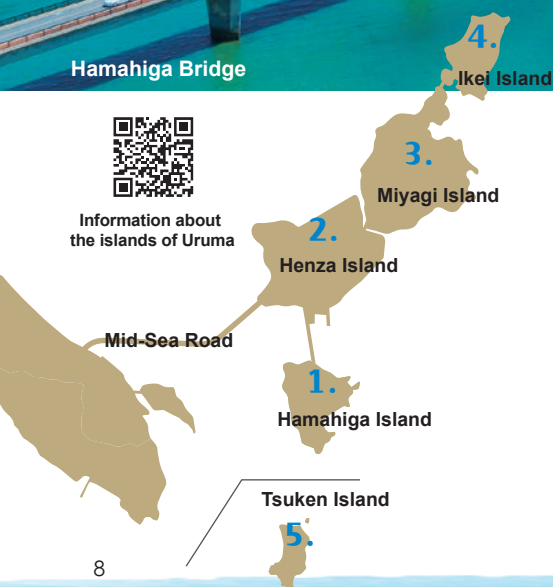 Hamahiga Bridge
4.
Ikei Island
3.
Miyagi Island
Information about
the islands of Uruma
2.
Henza Island
Mid-Sea Road
1.
Hamahiga Island
Tsuken Island
5.
8